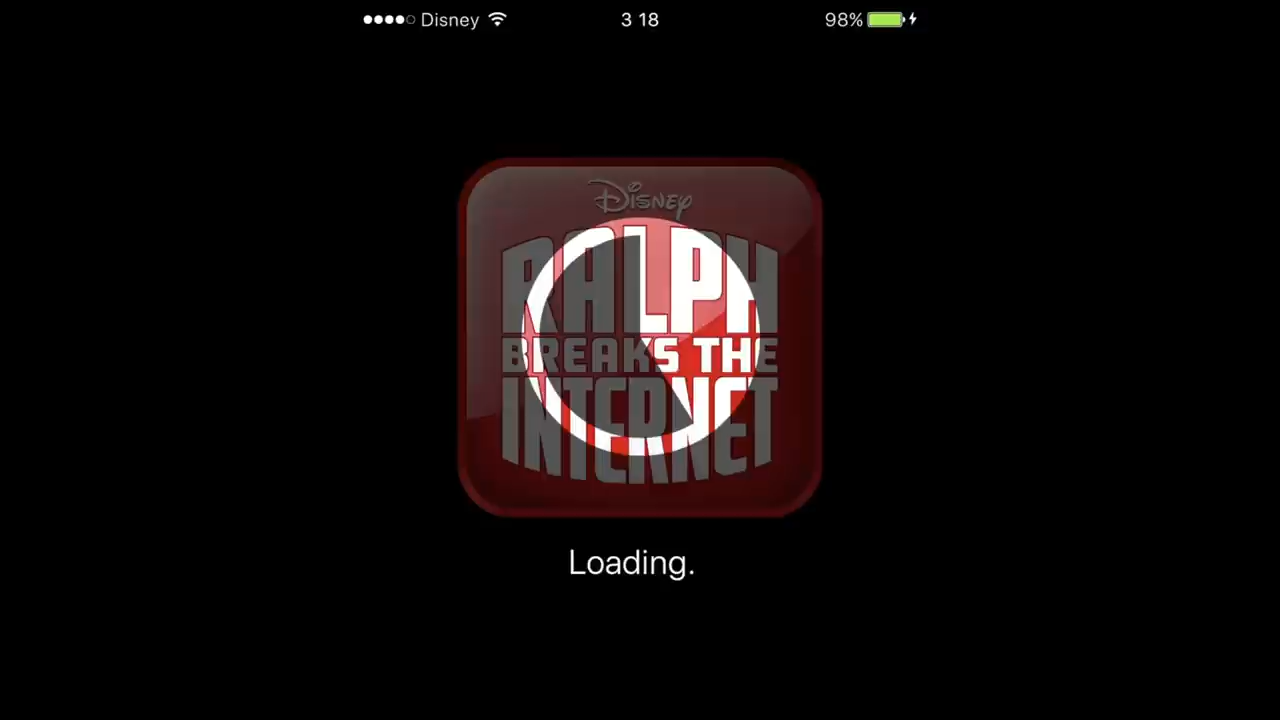 Disney 3 18 98%
Disney
RALPH
BREAKS THE
INTERNET
Loading.